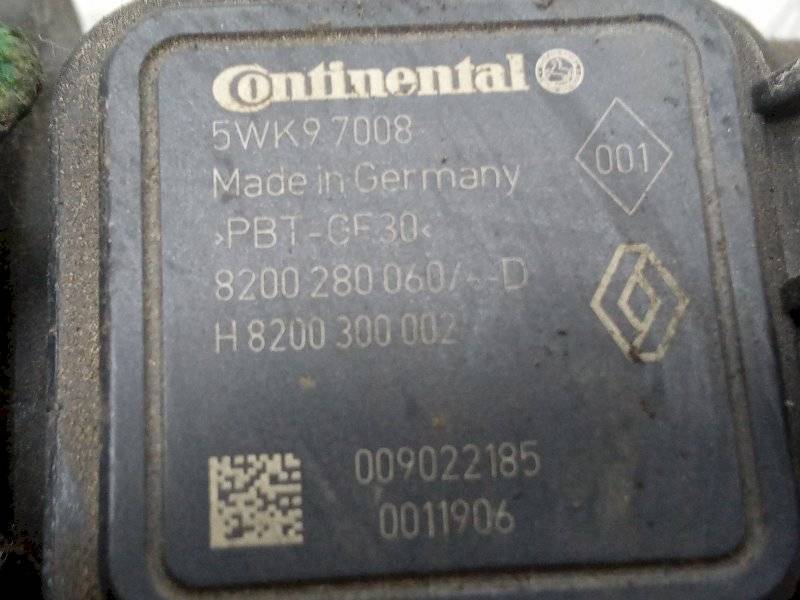 Continental
5WK9 7008
001
Made in Germany
>PBT-GF30<
8200 280 060
H 8200 300 002
009022185
0011906